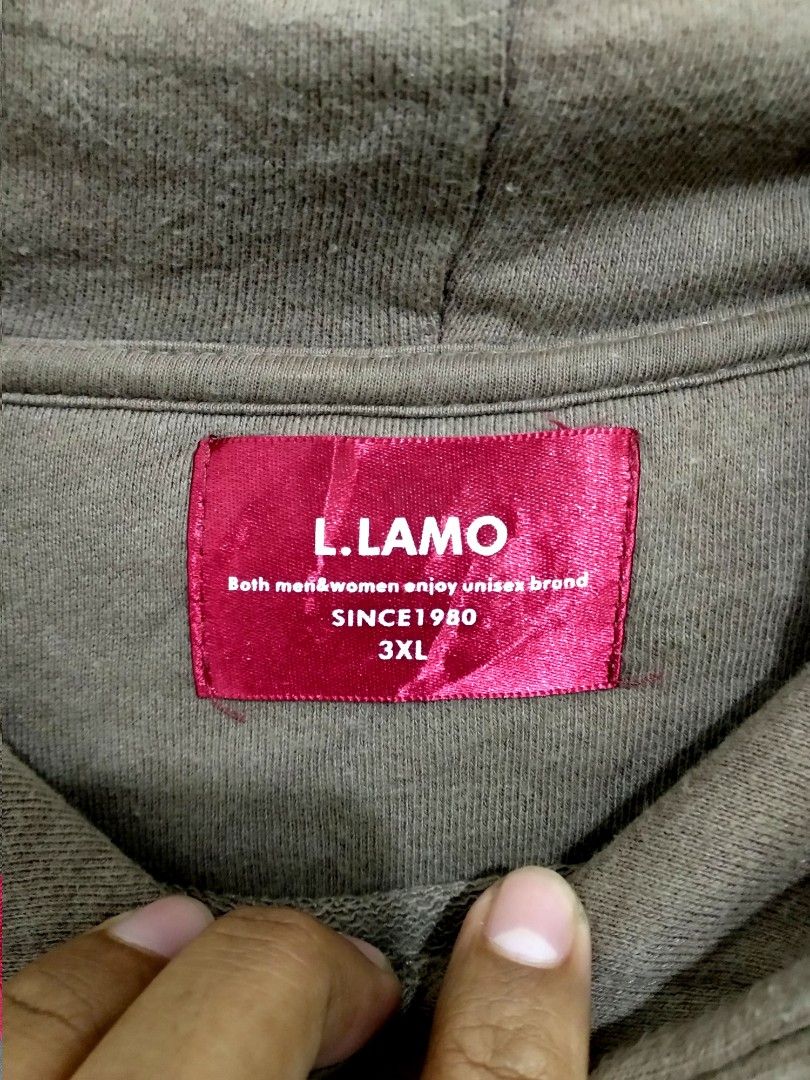 L.LAMO
Both men&women enjoy unisex brand
SINCE1980
3XL